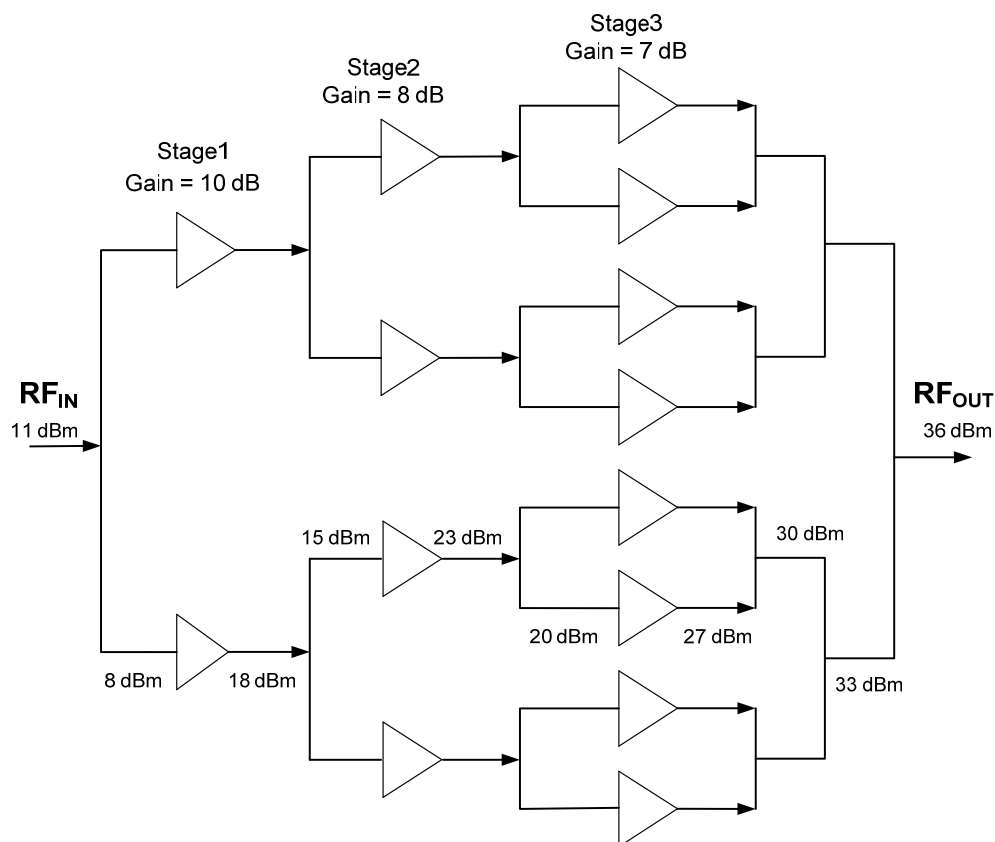 Stage3
Gain = 7 dB
Stage2
Gain = 8 dB
Stage1
Gain = 10 dB
RFIN
11 dBm
RFOUT
36 dBm
15 dBm
23 dBm
30 dBm
20 dBm
27 dBm
8 dBm
18 dBm
33 dBm